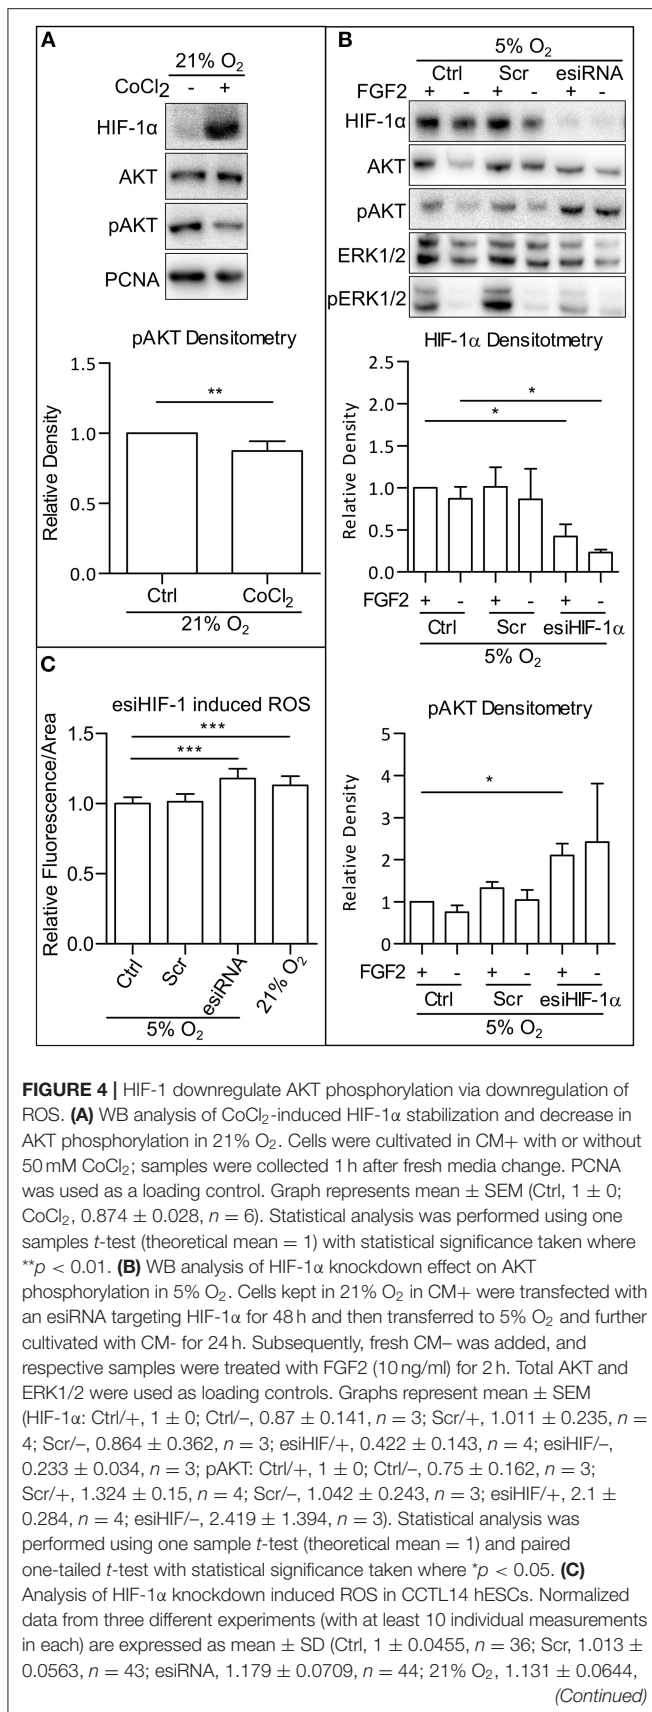 A
21% O2
CoCl2 - +
HIF-1α
AKT
pAKT
PCNA
pAKT Densitometry
Relative Density
1.5
1.0
0.5
0.0
**
Ctrl CoCl2
21% O2
B
5% O2
Ctrl Scr esiRNA
FGF2 + - + - + -
HIF-1α
AKT
pAKT
ERK1/2
pERK1/2
HIF-1α Densitotmetry
Relative Density
2.5
2.0
1.5
1.0
0.5
0.0
*
*
FGF2 + - + - + -
Ctrl Scr esiHIF-1α
5% O2
pAKT Densitometry
Relative Density
5
4
3
2
1
0
*
FGF2 + - + - + -
Ctrl Scr esiHIF-1α
5% O2
C
esiHIF-1 induced ROS
Relative Fluorescence/Area
1.5
1.0
0.5
0.0
***
***
Ctrl Scr esiRNA 21% O2
5% O2
FIGURE 4 | HIF-1 downregulate AKT phosphorylation via downregulation of
ROS. (A) WB analysis of CoCl2-induced HIF-1α stabilization and decrease in
AKT phosphorylation in 21% O2. Cells were cultivated in CM+ with or without
50 mM CoCl2; samples were collected 1 h after fresh media change. PCNA
was used as a loading control. Graph represents mean ± SEM (Ctrl, 1 ± 0;
CoCl2, 0.874 ± 0.028, n = 6). Statistical analysis was performed using one
samples t-test (theoretical mean = 1) with statistical significance taken where
**p < 0.01. (B) WB analysis of HIF-1α knockdown effect on AKT
phosphorylation in 5% O2. Cells kept in 21% O2 in CM+ were transfected with
an esiRNA targeting HIF-1α for 48 h and then transferred to 5% O2 and further
cultivated with CM- for 24 h. Subsequently, fresh CM– was added, and
respective samples were treated with FGF2 (10 ng/ml) for 2 h. Total AKT and
ERK1/2 were used as loading controls. Graphs represent mean ± SEM
(HIF-1α: Ctrl/+, 1 ± 0; Ctrl/–, 0.87 ± 0.141, n = 3; Scr/+, 1.011 ± 0.235, n =
4; Scr/–, 0.864 ± 0.362, n = 3; esiHIF/+, 0.422 ± 0.143, n = 4; esiHIF/–,
0.233 ± 0.034, n = 3; pAKT: Ctrl/+, 1 ± 0; Ctrl/–, 0.75 ± 0.162, n = 3;
Scr/+, 1.324 ± 0.15, n = 4; Scr/–, 1.042 ± 0.243, n = 3; esiHIF/+, 2.1 ±
0.284, n = 4; esiHIF/–, 2.419 ± 1.394, n = 3). Statistical analysis was
performed using one sample t-test (theoretical mean = 1) and paired
one-tailed t-test with statistical significance taken where *p < 0.05. (C)
Analysis of HIF-1α knockdown induced ROS in CCTL14 hESCs. Normalized
data from three different experiments (with at least 10 individual measurements
in each) are expressed as mean ± SD (Ctrl, 1 ± 0.0455, n = 36; Scr, 1.013 ±
0.0563, n = 43; esiRNA, 1.179 ± 0.0709, n = 44; 21% O2, 1.131 ± 0.0644,
(Continued)